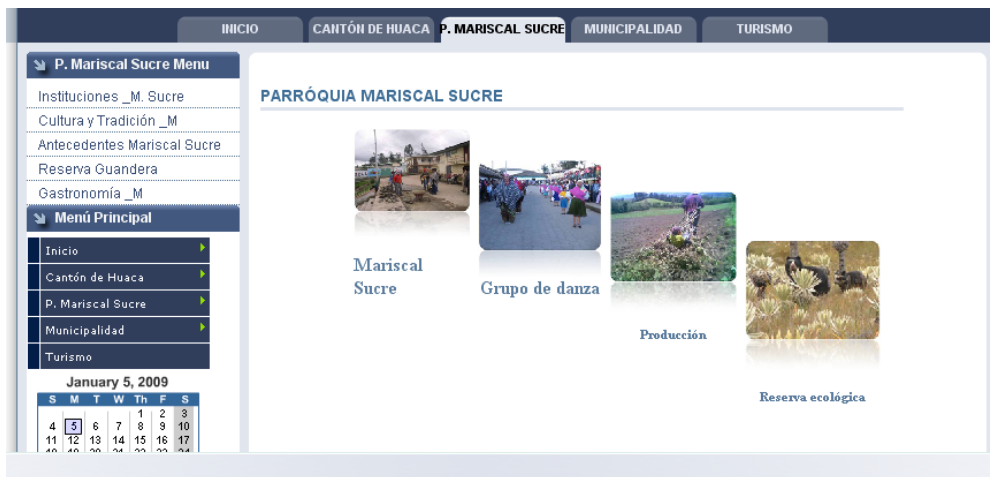 INICIO
CANTÓN DE HUACA
P. MARISCAL SUCRE
MUNICIPALIDAD
TURISMO
P. Mariscal Sucre Menu
Instituciones _M. Sucre
Cultura y Tradición _M
Antecedentes Mariscal Sucre
Reserva Guandera
Gastronomía _M
Menú Principal
Inicio
Cantón de Huaca
P. Mariscal Sucre
Municipalidad
Turismo
January 5, 2009
S M T W Th F S
1 2 3
4 5 6 7 8 9 10
11 12 13 14 15 16 17
PARRÓQUIA MARISCAL SUCRE
Mariscal
Sucre
Grupo de danza
Producción
Reserva ecológica